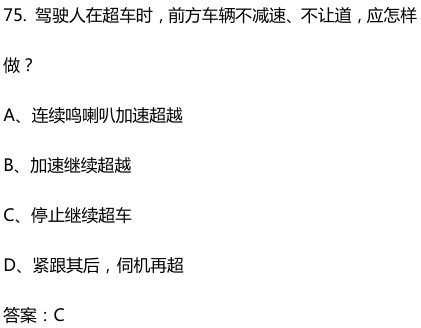 75. 驾驶人在超车时，前方车辆不减速、不让道，应怎样
做？
A、连续鸣喇叭加速超越
B、加速继续超越
C、停止继续超车
D、紧跟其后，伺机再超
答案：C